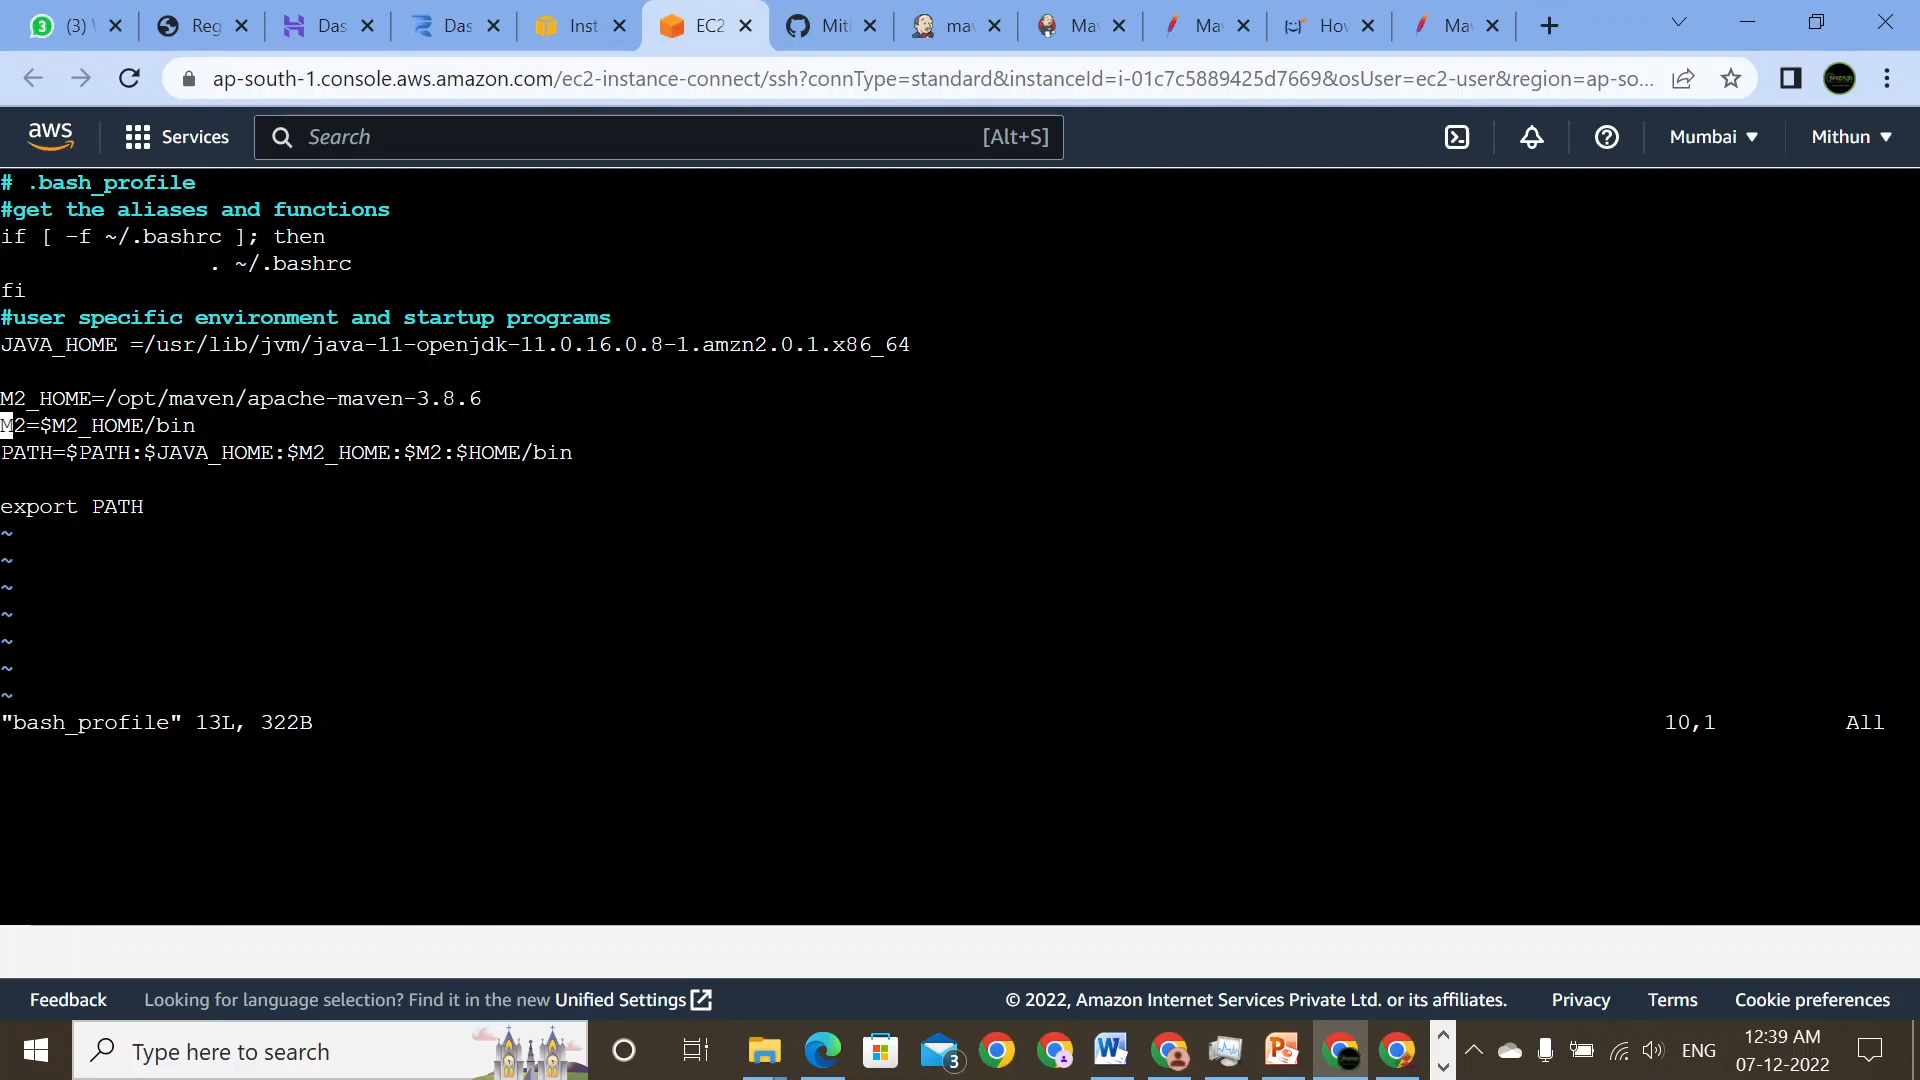 (3) \
Reg
Das
Das
Inst
EC2
Mitl
ma
Ma
Ma
Ho
Ma
ap-south-1.console.aws.amazon.com/ec2-instance-connect/ssh?connType=standard&instanceId=i-01c7c5889425d7669&osUser=ec2-user&region=ap-so...
aws
Services
Search
[Alt+S]
Mumbai ▼
Mithun ▼
# .bash_profile
#get the aliases and functions
if [ -f ~/.bashrc ]; then
. ~/.bashrc
fi
#user specific environment and startup programs
JAVA_HOME =/usr/lib/jvm/java-11-openjdk-11.0.16.0.8-1.amzn2.0.1.x86_64
M2_HOME=/opt/maven/apache-maven-3.8.6
M2=$M2_HOME/bin
PATH=$PATH:$JAVA_HOME:$M2_HOME:$M2:$HOME/bin
export PATH
~
~
~
~
~
~
~
"bash_profile" 13L, 322B
10,1
All
Feedback
Looking for language selection? Find it in the new Unified Settings
© 2022, Amazon Internet Services Private Ltd. or its affiliates.
Privacy
Terms
Cookie preferences
Type here to search
3
ENG
12:39 AM
07-12-2022